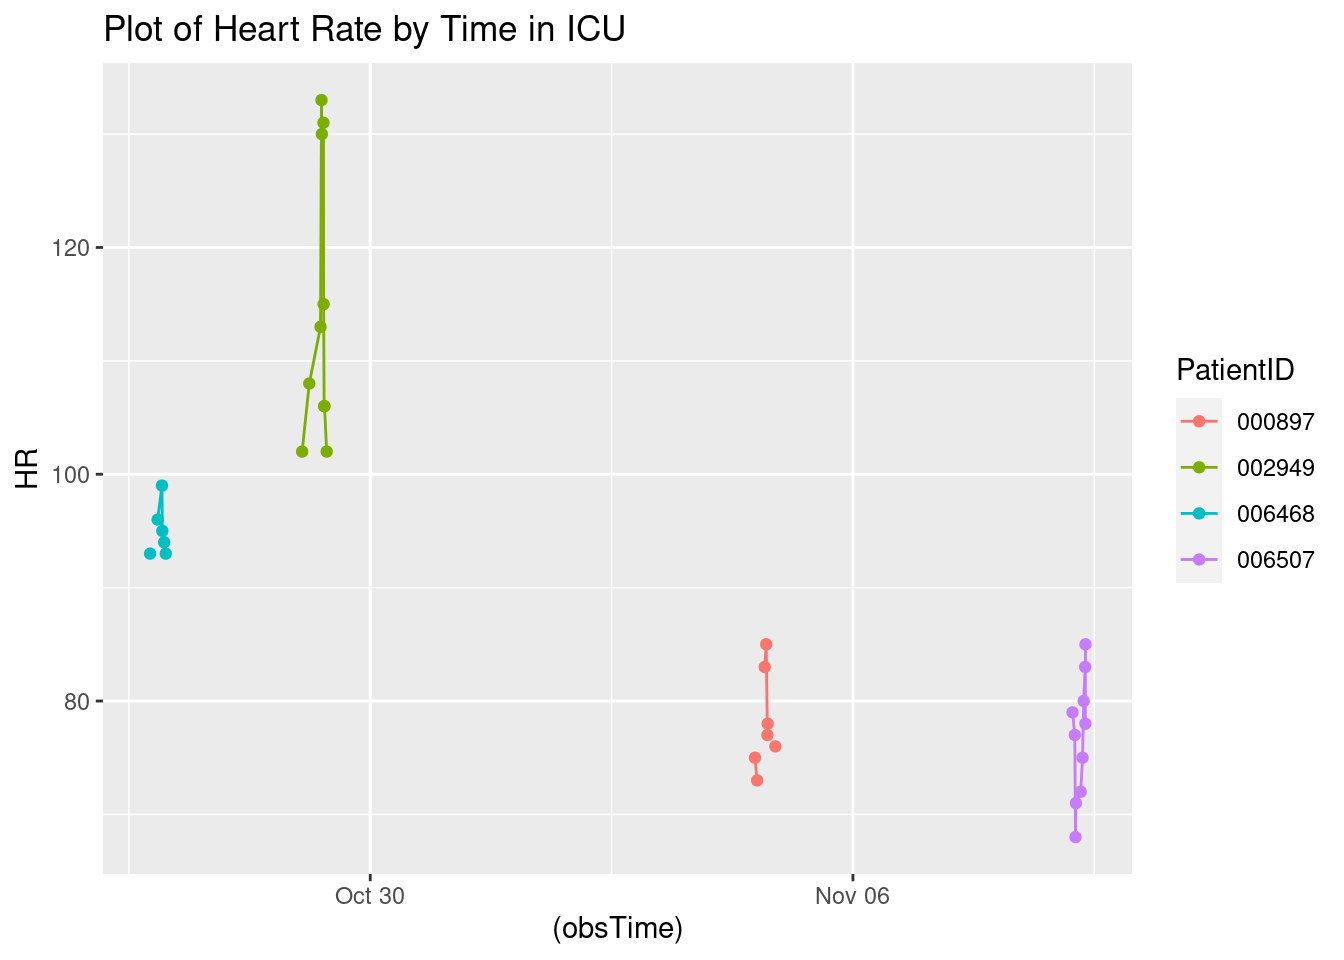 Plot of Heart Rate by Time in ICU
120
100
80
HR
Oct 30
Nov 06
(obsTime)
PatientID
000897
002949
006468
006507